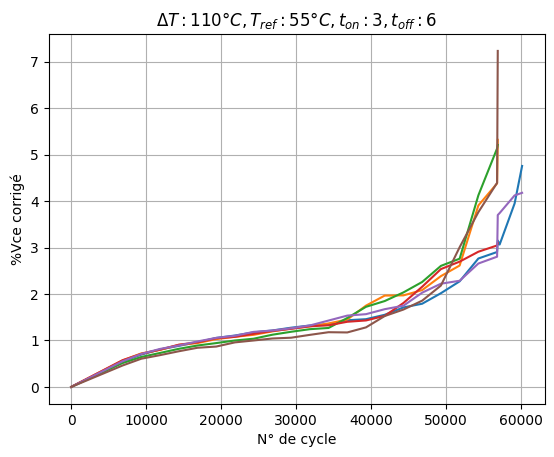 ΔT : 110°C, T_ref : 55°C, t_on : 3, t_off : 6
%Vce corrigé
7
6
5
4
3
2
1
0
0 10000 20000 30000 40000 50000 60000
N° de cycle